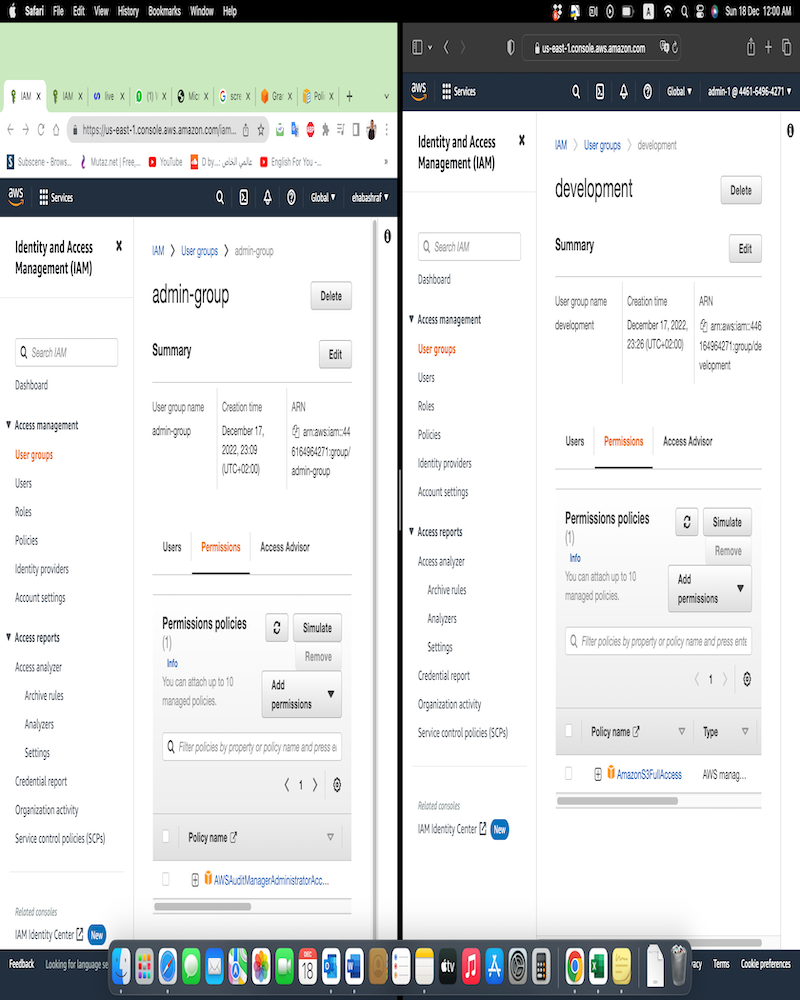 Safari File Edit View History Bookmarks Window Help
A
Sun 18 Dec 12:00 AM
IAM
IAM
live
(1)
Mic
scre
Gra
Poli
https://us-east-1.console.aws.amazon.com/iam...
Subscene - Brows...
Mutaz.net | Free,...
YouTube
D by...: عالمي الخاص
English For You -...
aws
Services
Global
ehabashraf
Identity and Access
Management (IAM)
Search IAM
Dashboard
Access management
User groups
Users
Roles
Policies
Identity providers
Account settings
Access reports
Access analyzer
Archive rules
Analyzers
Settings
Credential report
Organization activity
Service control policies (SCPs)
Related consoles
IAM Identity Center
New
Feedback
Looking for language se
IAM > User groups > admin-group
admin-group
Delete
Summary
Edit
User group name
admin-group
Creation time
December 17,
2022, 23:09
(UTC+02:00)
ARN
arn:aws:iam::44
6164964271:group/
admin-group
Users
Permissions
Access Advisor
Permissions policies
(1)
Info
You can attach up to 10
managed policies.
Simulate
Remove
Add
permissions
Filter policies by property or policy name and press e
1
Policy name
AWSAuditManagerAdministratorAcc...
us-east-1.console.aws.amazon.com
aws
Services
Global
admin-1 @ 4461-6496-4271
Identity and Access
Management (IAM)
Search IAM
Dashboard
Access management
User groups
Users
Roles
Policies
Identity providers
Account settings
Access reports
Access analyzer
Archive rules
Analyzers
Settings
Credential report
Organization activity
Service control policies (SCPs)
Related consoles
IAM Identity Center
New
IAM > User groups > development
development
Delete
Summary
Edit
User group name
development
Creation time
December 17, 2022,
23:26 (UTC+02:00)
ARN
arn:aws:iam::446
164964271:group/de
velopment
Users
Permissions
Access Advisor
Permissions policies
(1)
Info
You can attach up to 10
managed policies.
Simulate
Remove
Add
permissions
Filter policies by property or policy name and press ente
1
Policy name
Type
AmazonS3FullAccess
AWS manag...
DEC
18
tv
vacy
Terms
Cookie preferences